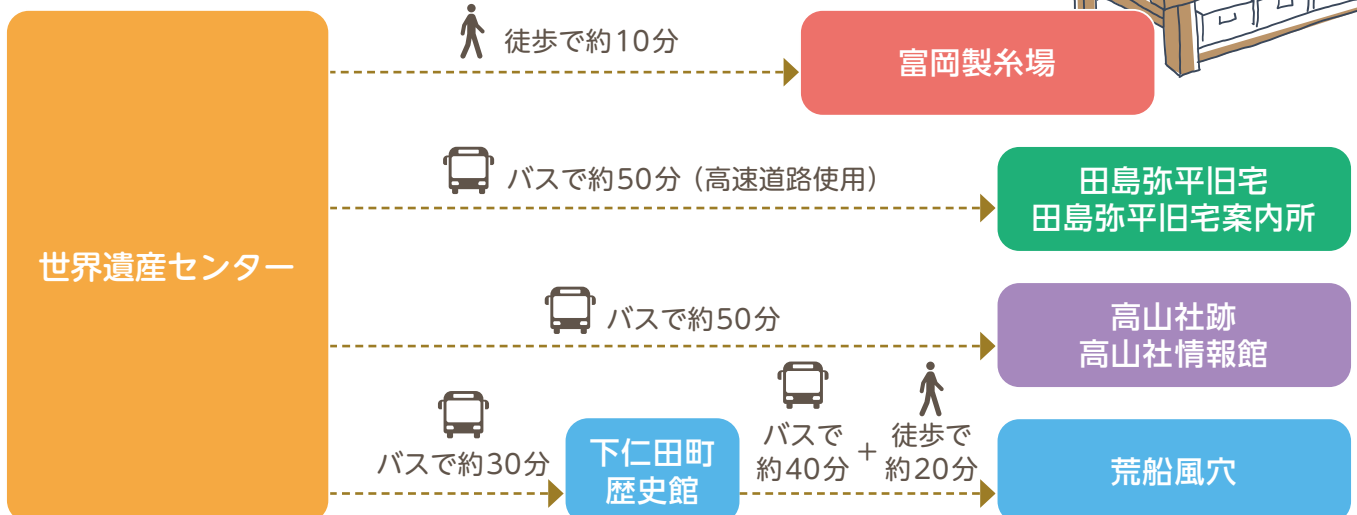 世界遺産センター
徒歩で約10分
富岡製糸場
バスで約50分（高速道路使用）
田島弥平旧宅
田島弥平旧宅案内所
バスで約50分
高山社跡
高山社情報館
バスで約30分
下仁田町
歴史館
バスで
約40分
+
徒歩で
約20分
荒船風穴